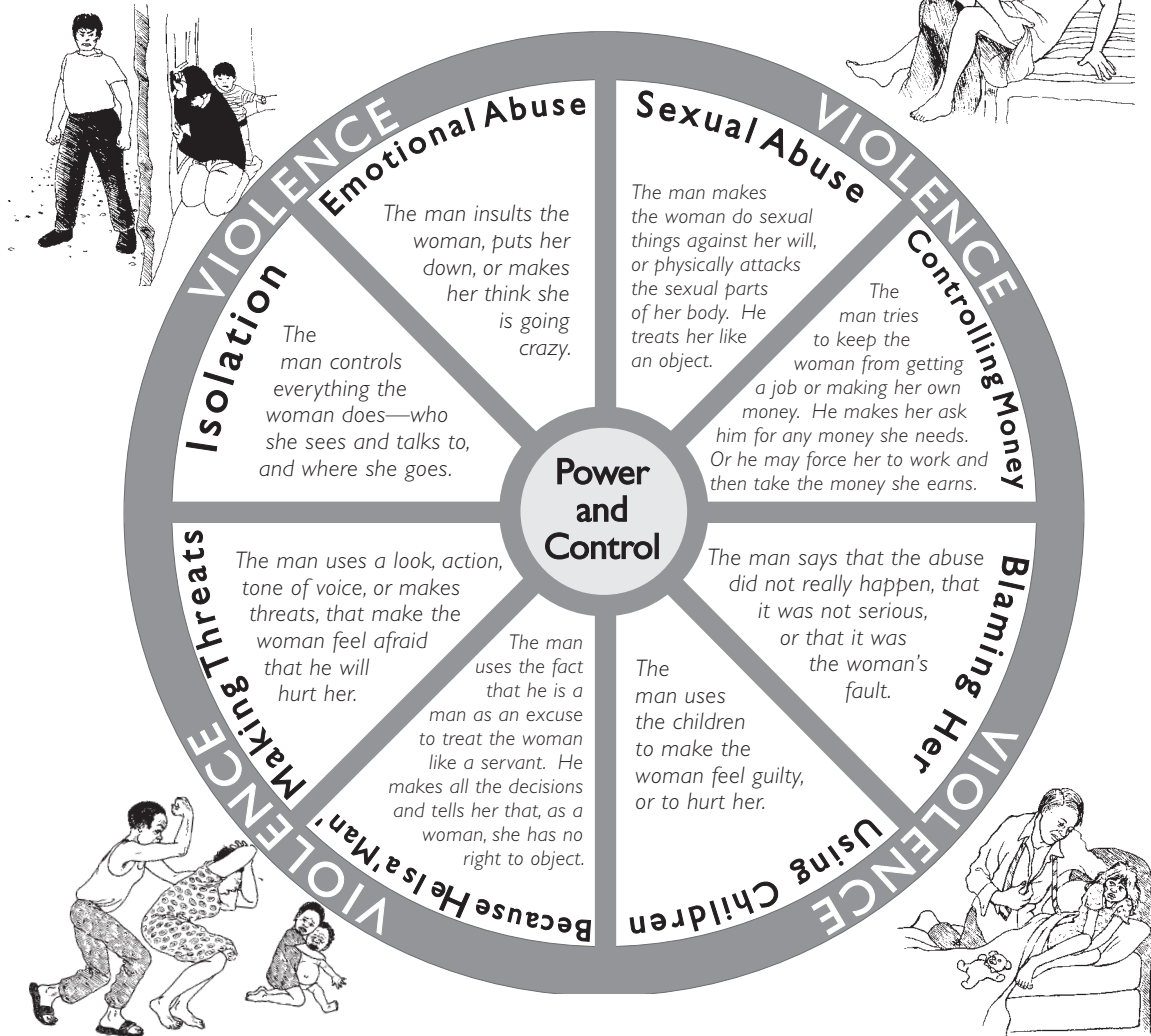 VIOLENCE
VIOLENCE
Emotional Abuse
The man insults the
woman, puts her
down, or makes
her think she
is going
crazy.
Sexual Abuse
The man makes
the woman do sexual
things against her will,
or physically attacks
the sexual parts
of her body. He
treats her like
an object.
Controlling Money
The
man tries
to keep the
woman from getting
a job or making her own
money. He makes her ask
him for any money she needs.
Or he may force her to work and
then take the money she earns.
Isolation
The
man controls
everything the
woman does—who
she sees and talks to,
and where she goes.
Power
and
Control
Making Threats
The man uses a look, action,
tone of voice, or makes
threats, that make the
woman feel afraid
that he will
hurt her.
Blaming Her
The man says that the abuse
did not really happen, that
it was not serious,
or that it was
the woman's
fault.
Because He Is a 'Man'
The man
uses the fact
that he is a
man as an excuse
to treat the woman
like a servant. He
makes all the decisions
and tells her that, as a
woman, she has no
right to object.
Using Children
The
man uses
the children
to make the
woman feel guilty,
or to hurt her.
VIOLENCE
VIOLENCE